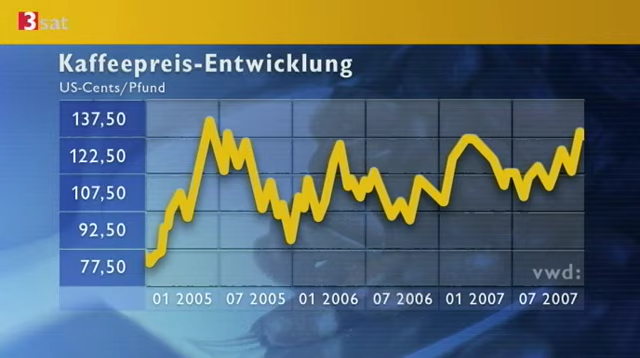 3sat
Kaffeepreis-Entwicklung
US-Cents/Pfund
137,50
122,50
107,50
92,50
77,50
vwd:
01 2005 07 2005 01 2006 07 2006 01 2007 07 2007